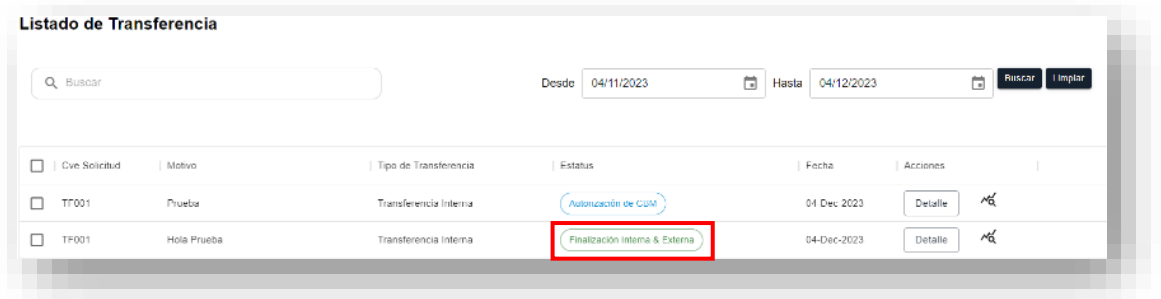 Listado de Transferencia
Buscar Desde 04/11/2023 Hasta 04/12/2023 Buscar Limpiar
Cve Solicitud Motivo Tipo de Transferencia Estatus Fecha Acciones
TF001 Prueba Transferencia Interna Autorización de CBM 04 Dec 2023 Detalle
TF001 Hola Prueba Transferencia Interna Finalización Interna & Externa 04-Dec-2023 Detalle